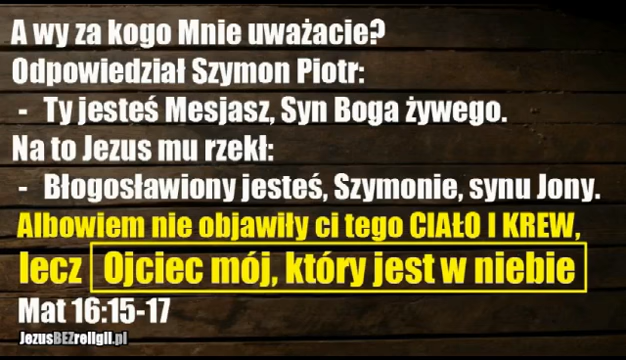 A wy za kogo Mnie uważacie?
Odpowiedział Szymon Piotr:
- Ty jesteś Mesjasz, Syn Boga żywego.
Na to Jezus mu rzekł:
- Błogosławiony jesteś, Szymonie, synu Jony.
Albowiem nie objawiły ci tego CIAŁO I KREW,
lecz Ojciec mój, który jest w niebie
Mat 16:15-17
JezusBEZreligii.pl